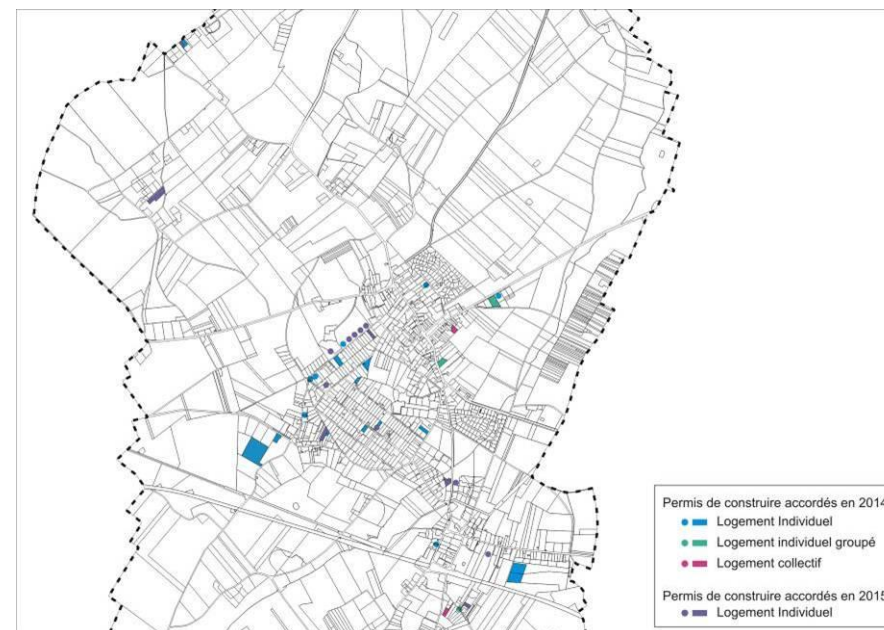 Permis de construire accordés en 2014
Logement Individuel
Logement individuel groupé
Logement collectif
Permis de construire accordés en 2015
Logement Individuel